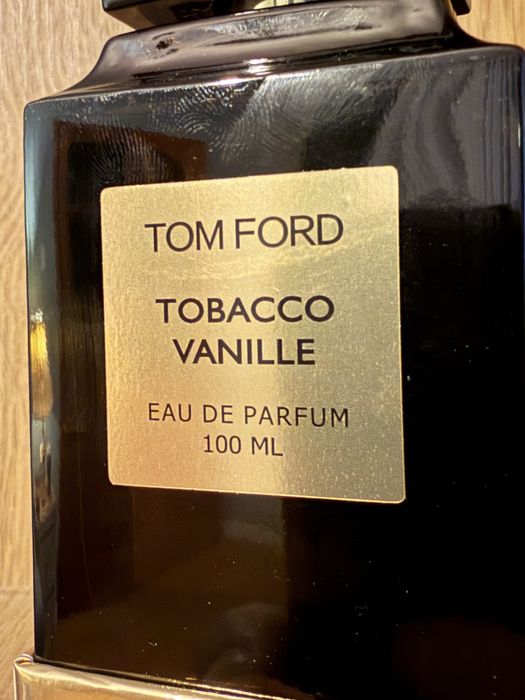 TOM FORD
TOBACCO
VANILLE
EAU DE PARFUM
100 ML